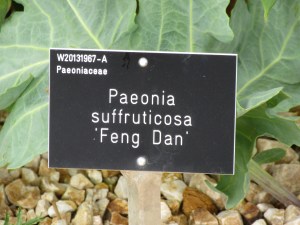 W20131967-A
Paeoniaceae
Paeonia
suffruticosa
'Feng Dan'